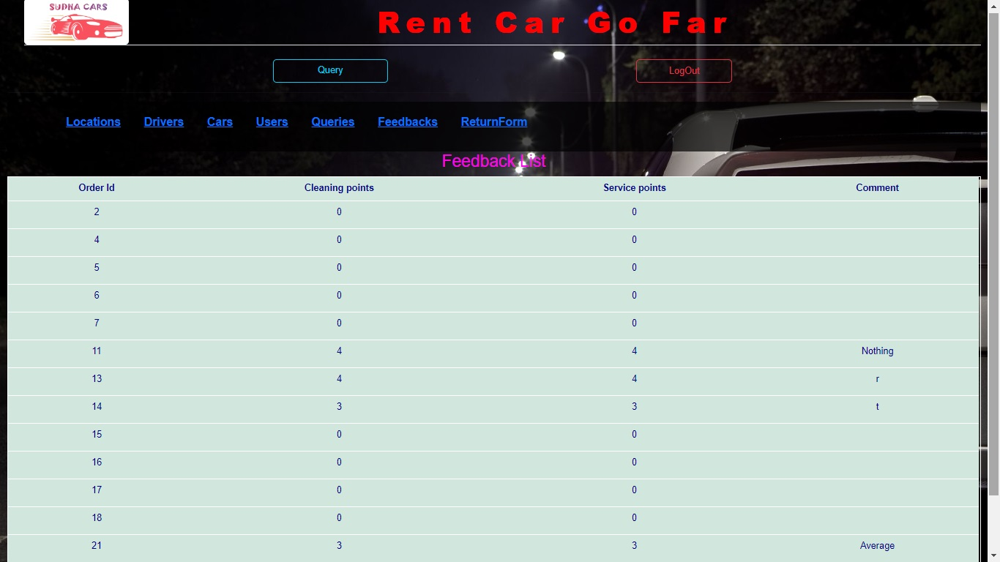 SUDHA CARS
Rent Car Go Far
Query LogOut
Locations Drivers Cars Users Queries Feedbacks ReturnForm
Feedback List
Order Id Cleaning points Service points Comment
2 0 0
4 0 0
5 0 0
6 0 0
7 0 0
11 4 4 Nothing
13 4 4 r
14 3 3 t
15 0 0
16 0 0
17 0 0
18 0 0
21 3 3 Average